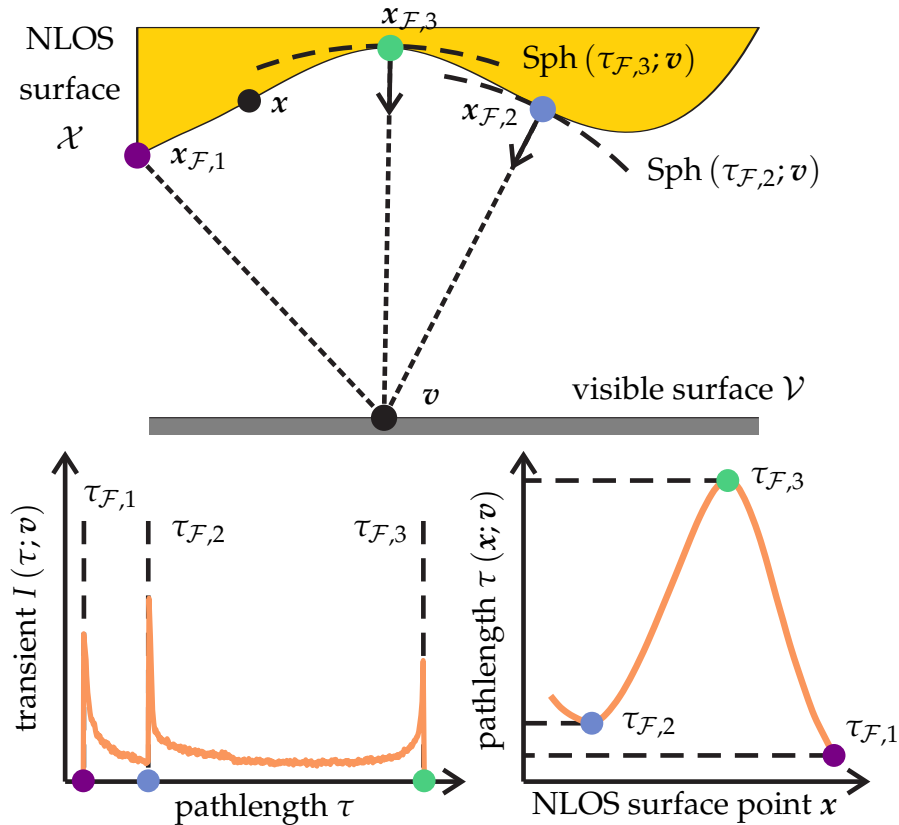 NLOS
surface
𝒳
𝒙ℱ,3
Sph (τℱ,3; 𝒗)
𝒙
𝒙ℱ,2
𝒙ℱ,1
Sph (τℱ,2; 𝒗)
𝒗
visible surface 𝒱
τℱ,1
τℱ,2
τℱ,3
transient I (τ; 𝒗)
pathlength τ
τℱ,3
pathlength τ (𝒙; 𝒗)
τℱ,2
τℱ,1
NLOS surface point 𝒙